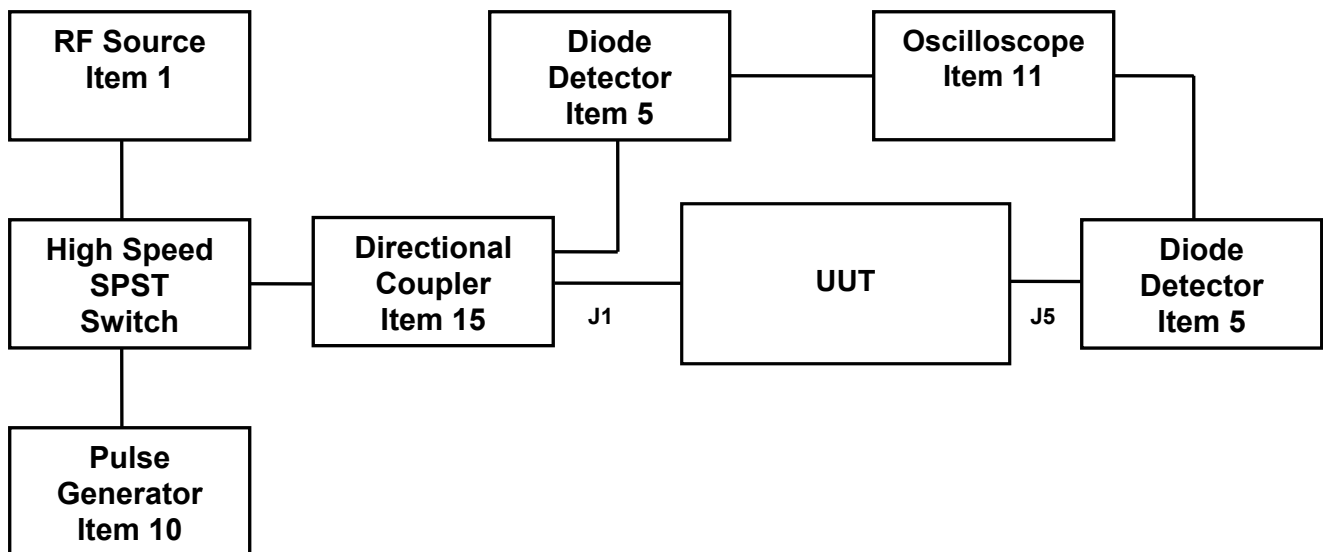 RF Source
Item 1
Diode
Detector
Item 5
Oscilloscope
Item 11
High Speed
SPST
Switch
Directional
Coupler
Item 15
J1
UUT
J5
Diode
Detector
Item 5
Pulse
Generator
Item 10